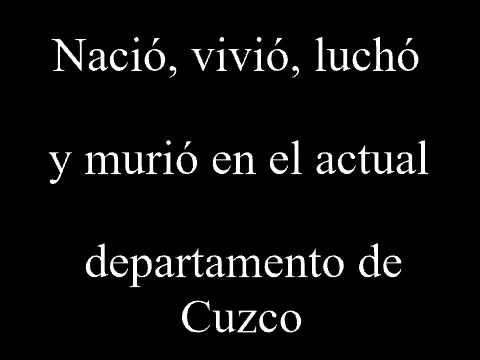 Nació, vivió, luchó
y murió en el actual
departamento de
Cuzco